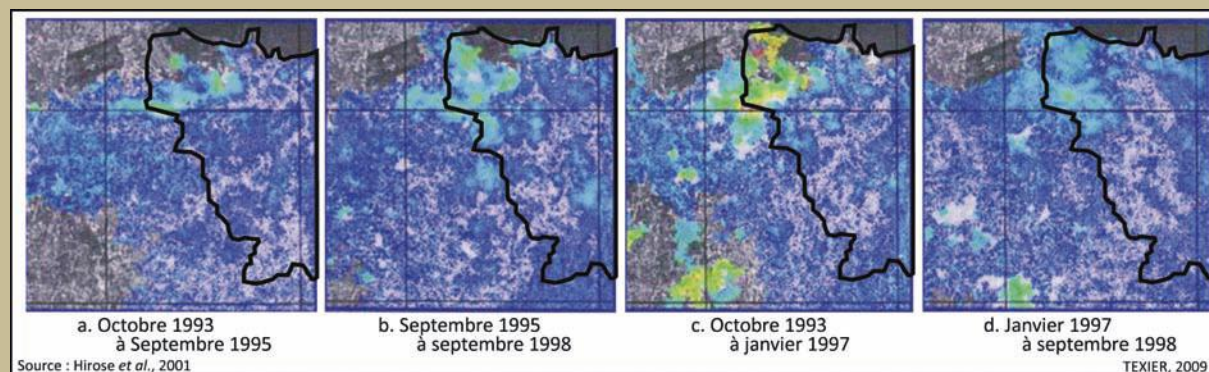 a. Octobre 1993
à Septembre 1995
b. Septembre 1995
à septembre 1998
c. Octobre 1993
à janvier 1997
d. Janvier 1997
à septembre 1998
Source : Hirose et al., 2001
TEXIER, 2009